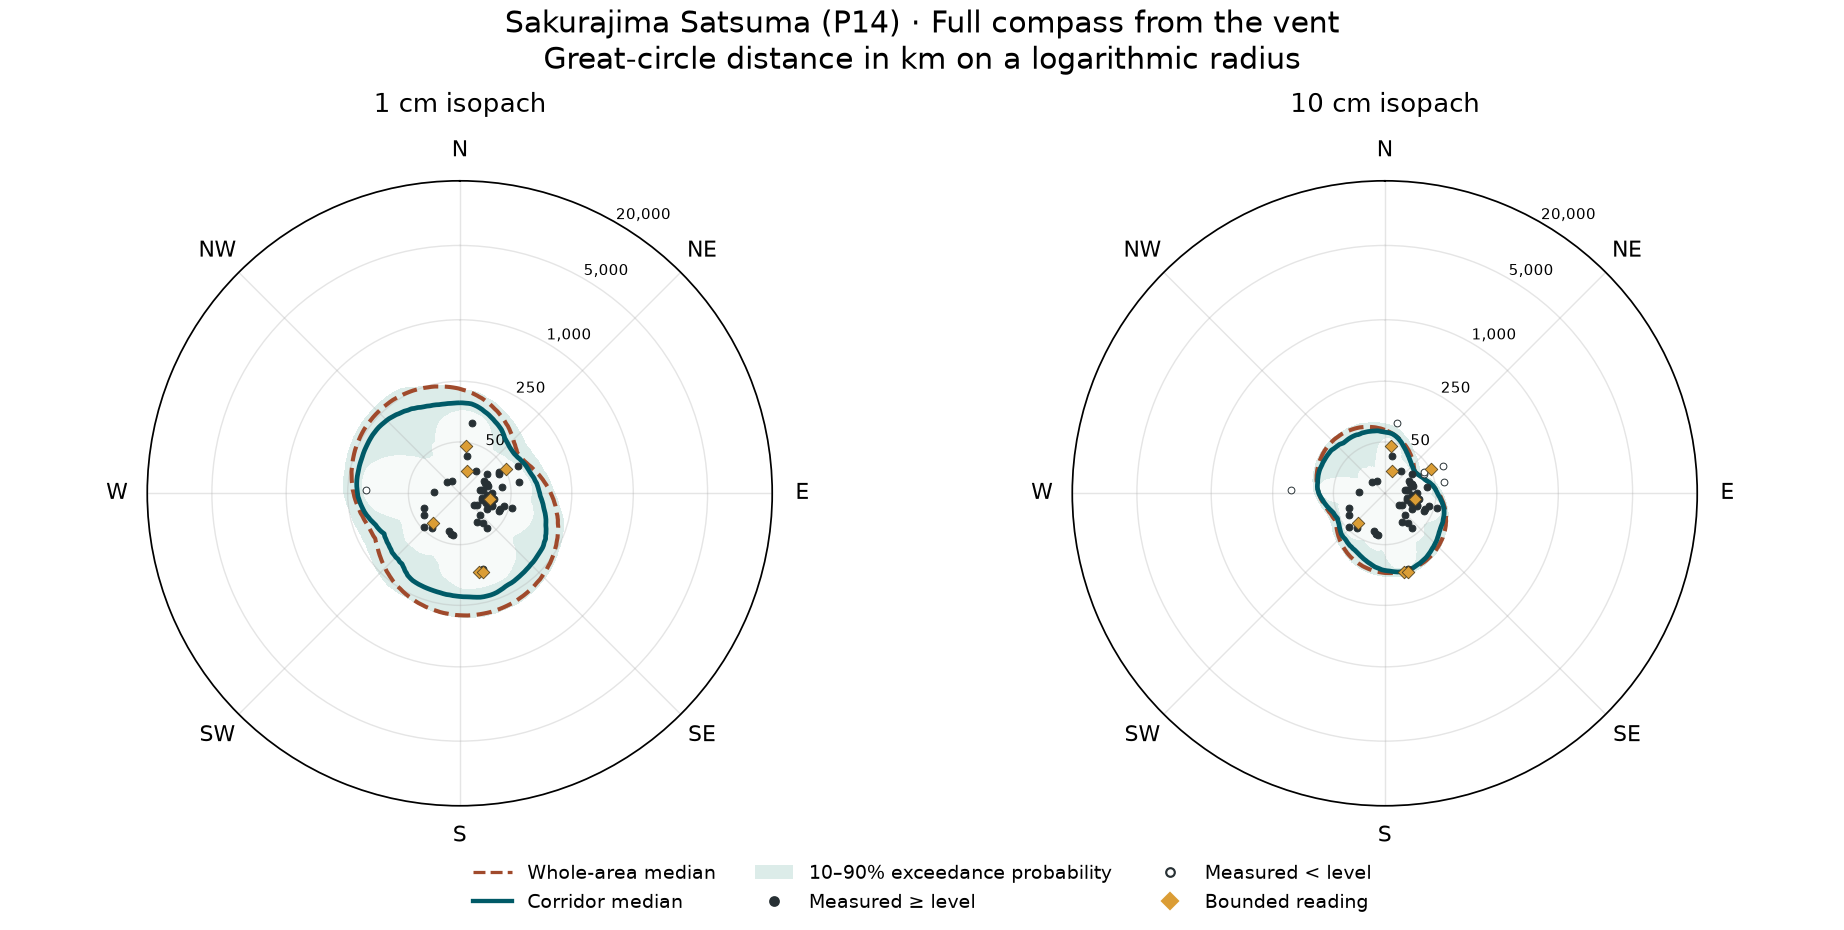 Sakurajima Satsuma (P14) · Full compass from the vent
Great-circle distance in km on a logarithmic radius
1 cm isopach
N
NE
E
SE
S
SW
W
NW
20,000
5,000
1,000
250
50
10 cm isopach
N
NE
E
SE
S
SW
W
NW
20,000
5,000
1,000
250
50
Whole-area median
Corridor median
10–90% exceedance probability
Measured ≥ level
Measured < level
Bounded reading